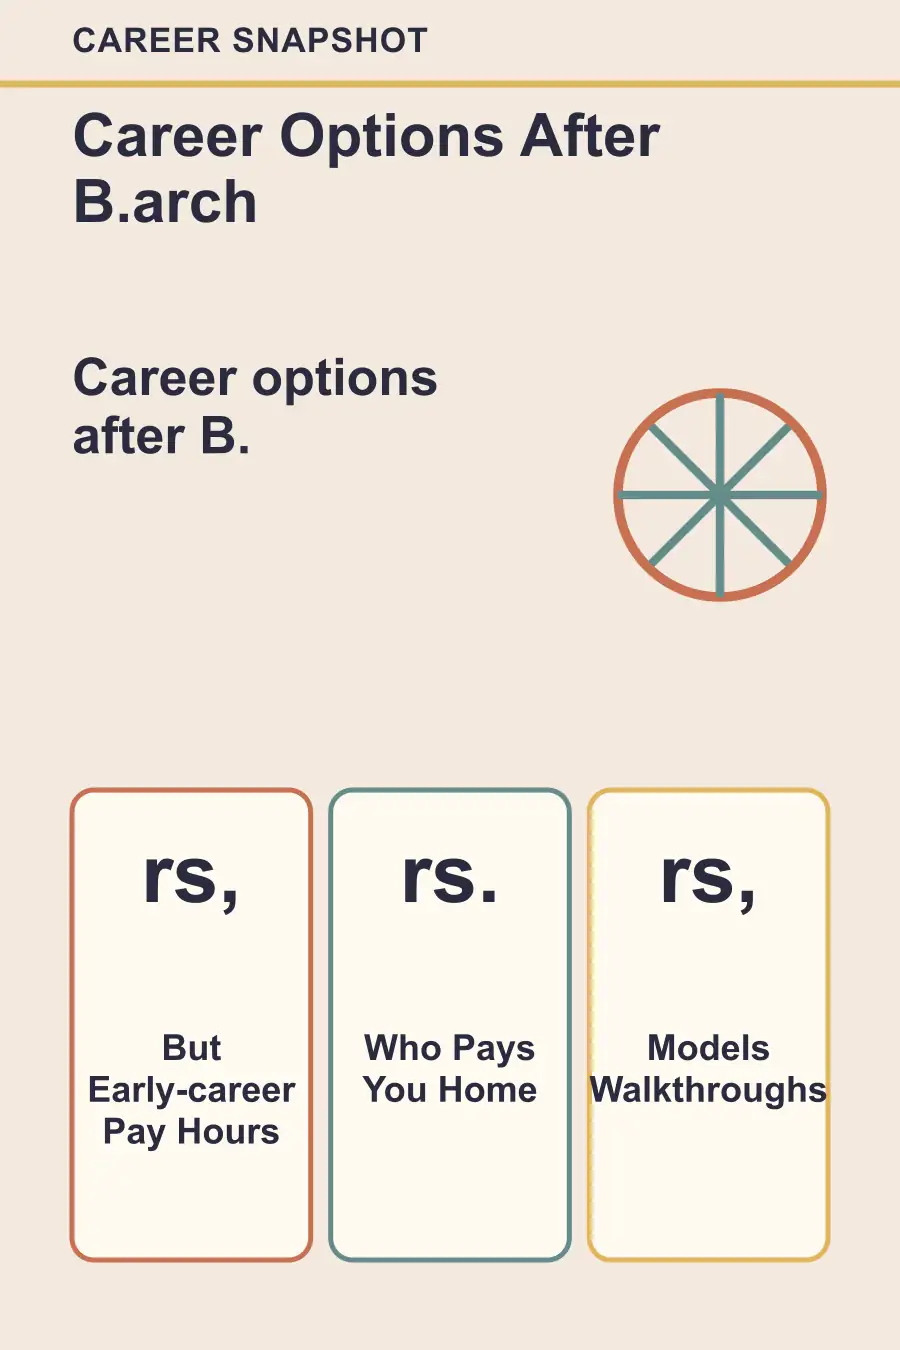 CAREER SNAPSHOT
Career Options After
B.arch
Career options
after B.
rs,
But
Early-career
Pay Hours
rs.
Who Pays
You Home
rs,
Models
Walkthroughs